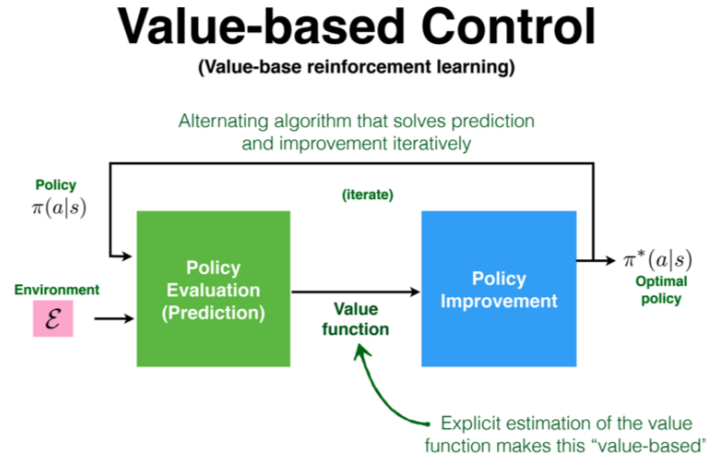 Value-based Control
(Value-base reinforcement learning)
Alternating algorithm that solves prediction
and improvement iteratively
Policy
π(a|s)
(iterate)
Environment
ℰ
Policy
Evaluation
(Prediction)
Value
function
Policy
Improvement
π*(a|s)
Optimal
policy
Explicit estimation of the value
function makes this “value-based”